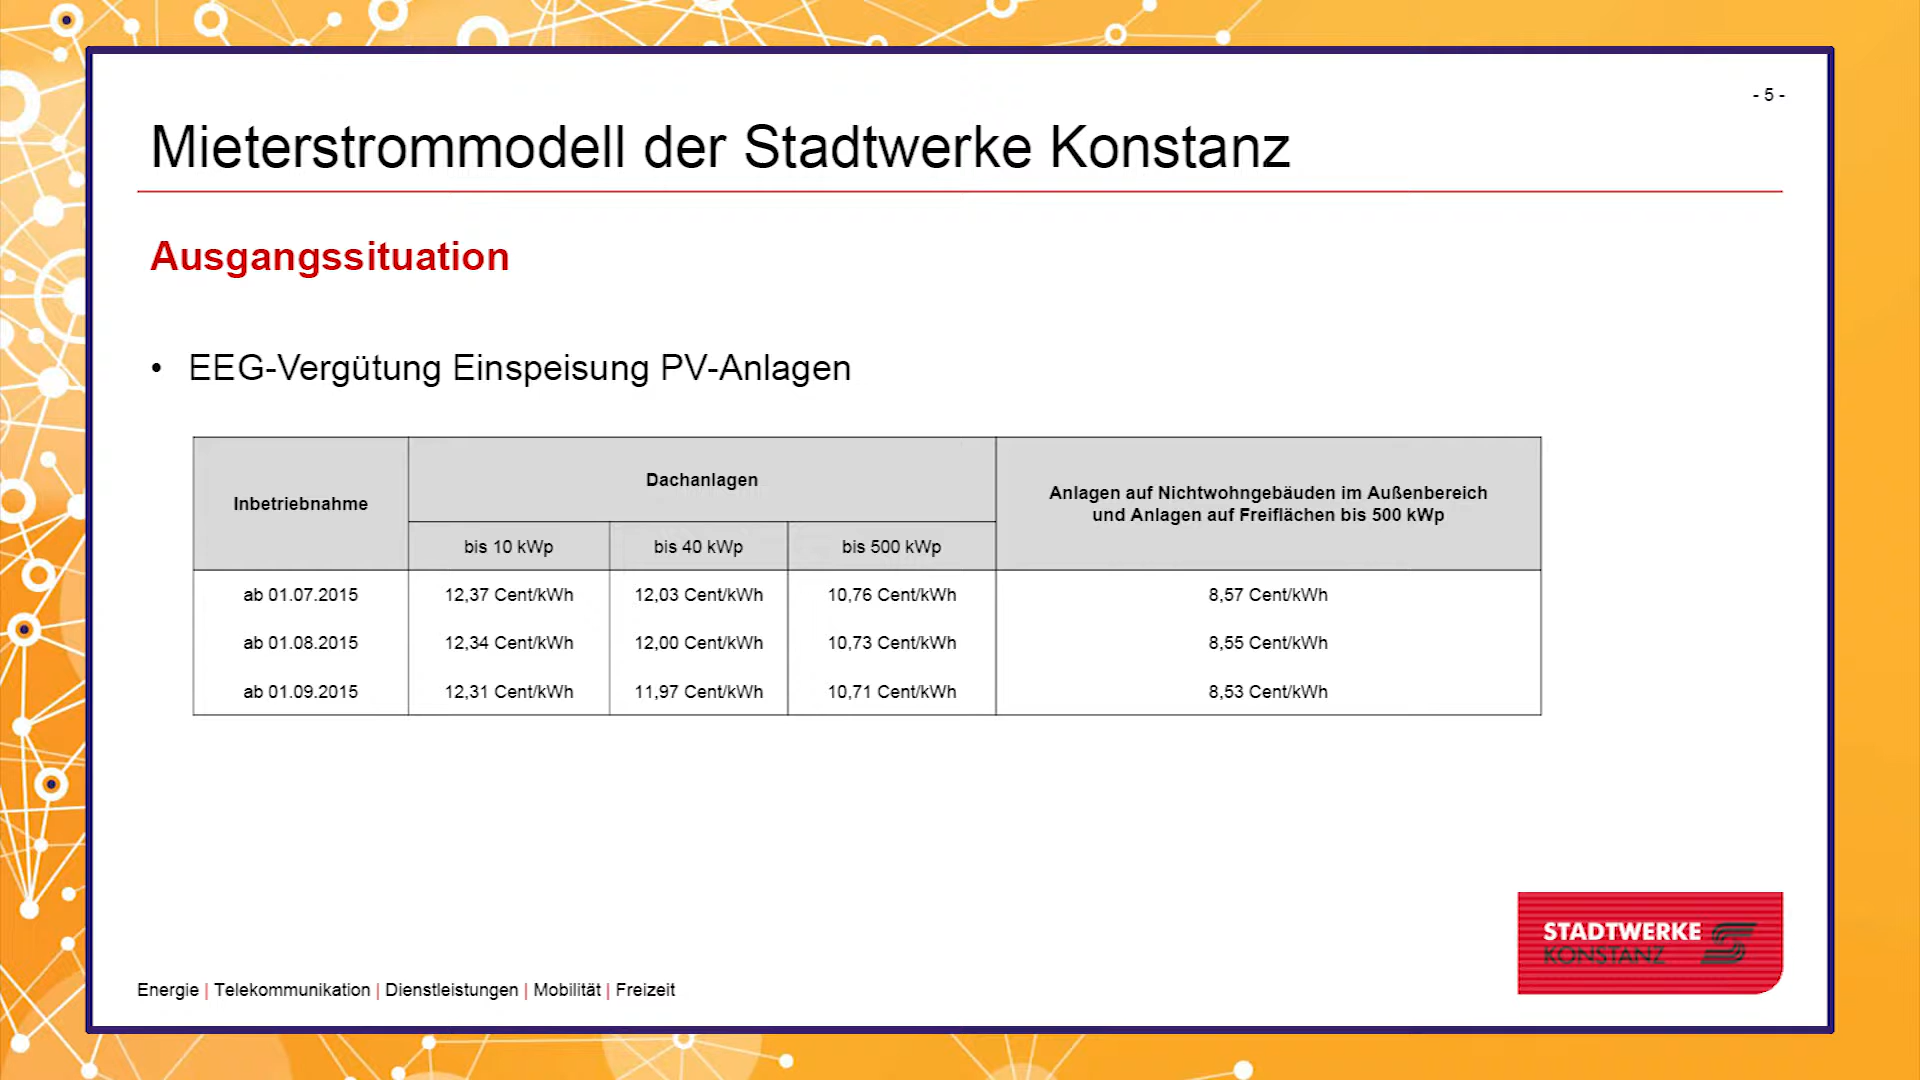 - 5 -
Mieterstrommodell der Stadtwerke Konstanz
Ausgangssituation
• EEG-Vergütung Einspeisung PV-Anlagen
Inbetriebnahme
Dachanlagen
Anlagen auf Nichtwohngebäuden im Außenbereich
und Anlagen auf Freiflächen bis 500 kWp
bis 10 kWp bis 40 kWp bis 500 kWp
ab 01.07.2015 12,37 Cent/kWh 12,03 Cent/kWh 10,76 Cent/kWh 8,57 Cent/kWh
ab 01.08.2015 12,34 Cent/kWh 12,00 Cent/kWh 10,73 Cent/kWh 8,55 Cent/kWh
ab 01.09.2015 12,31 Cent/kWh 11,97 Cent/kWh 10,71 Cent/kWh 8,53 Cent/kWh
STADTWERKE
KONSTANZ
Energie | Telekommunikation | Dienstleistungen | Mobilität | Freizeit